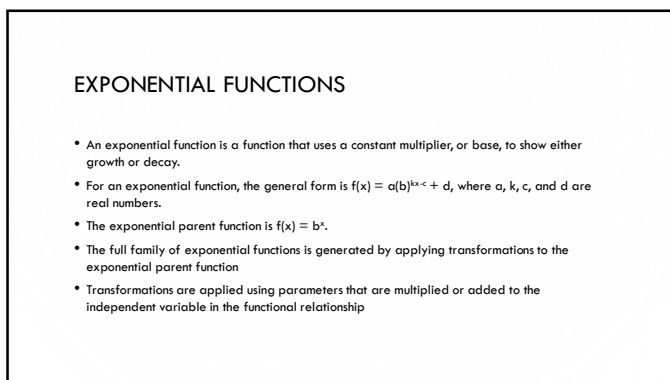 EXPONENTIAL FUNCTIONS
• An exponential function is a function that uses a constant multiplier, or base, to show either
growth or decay.
• For an exponential function, the general form is f(x) = a(b)ᵏˣ⁻ᶜ + d, where a, k, c, and d are
real numbers.
• The exponential parent function is f(x) = bˣ.
• The full family of exponential functions is generated by applying transformations to the
exponential parent function
• Transformations are applied using parameters that are multiplied or added to the
independent variable in the functional relationship